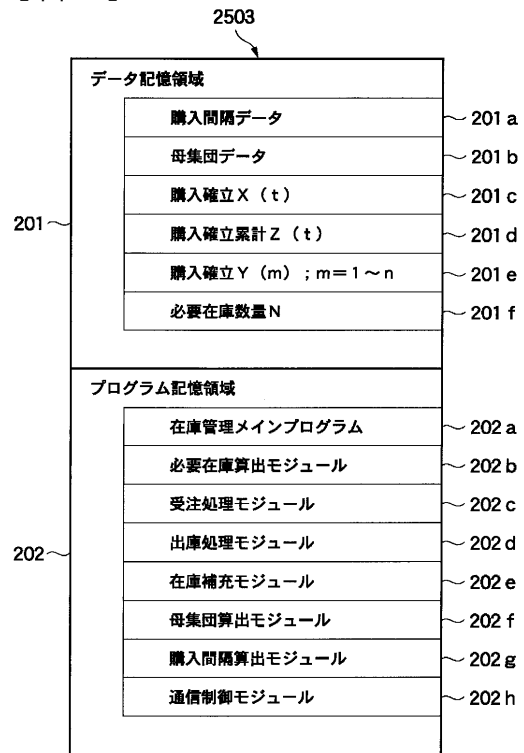 2503
データ記憶領域
購入間隔データ 201a
母集団データ 201b
購入確立X(t) 201c
201
購入確立累計Z(t) 201d
購入確立Y(m);m=1~n 201e
必要在庫数量N 201f
プログラム記憶領域
在庫管理メインプログラム 202a
必要在庫算出モジュール 202b
受注処理モジュール 202c
202
出庫処理モジュール 202d
在庫補充モジュール 202e
母集団算出モジュール 202f
購入間隔算出モジュール 202g
通信制御モジュール 202h